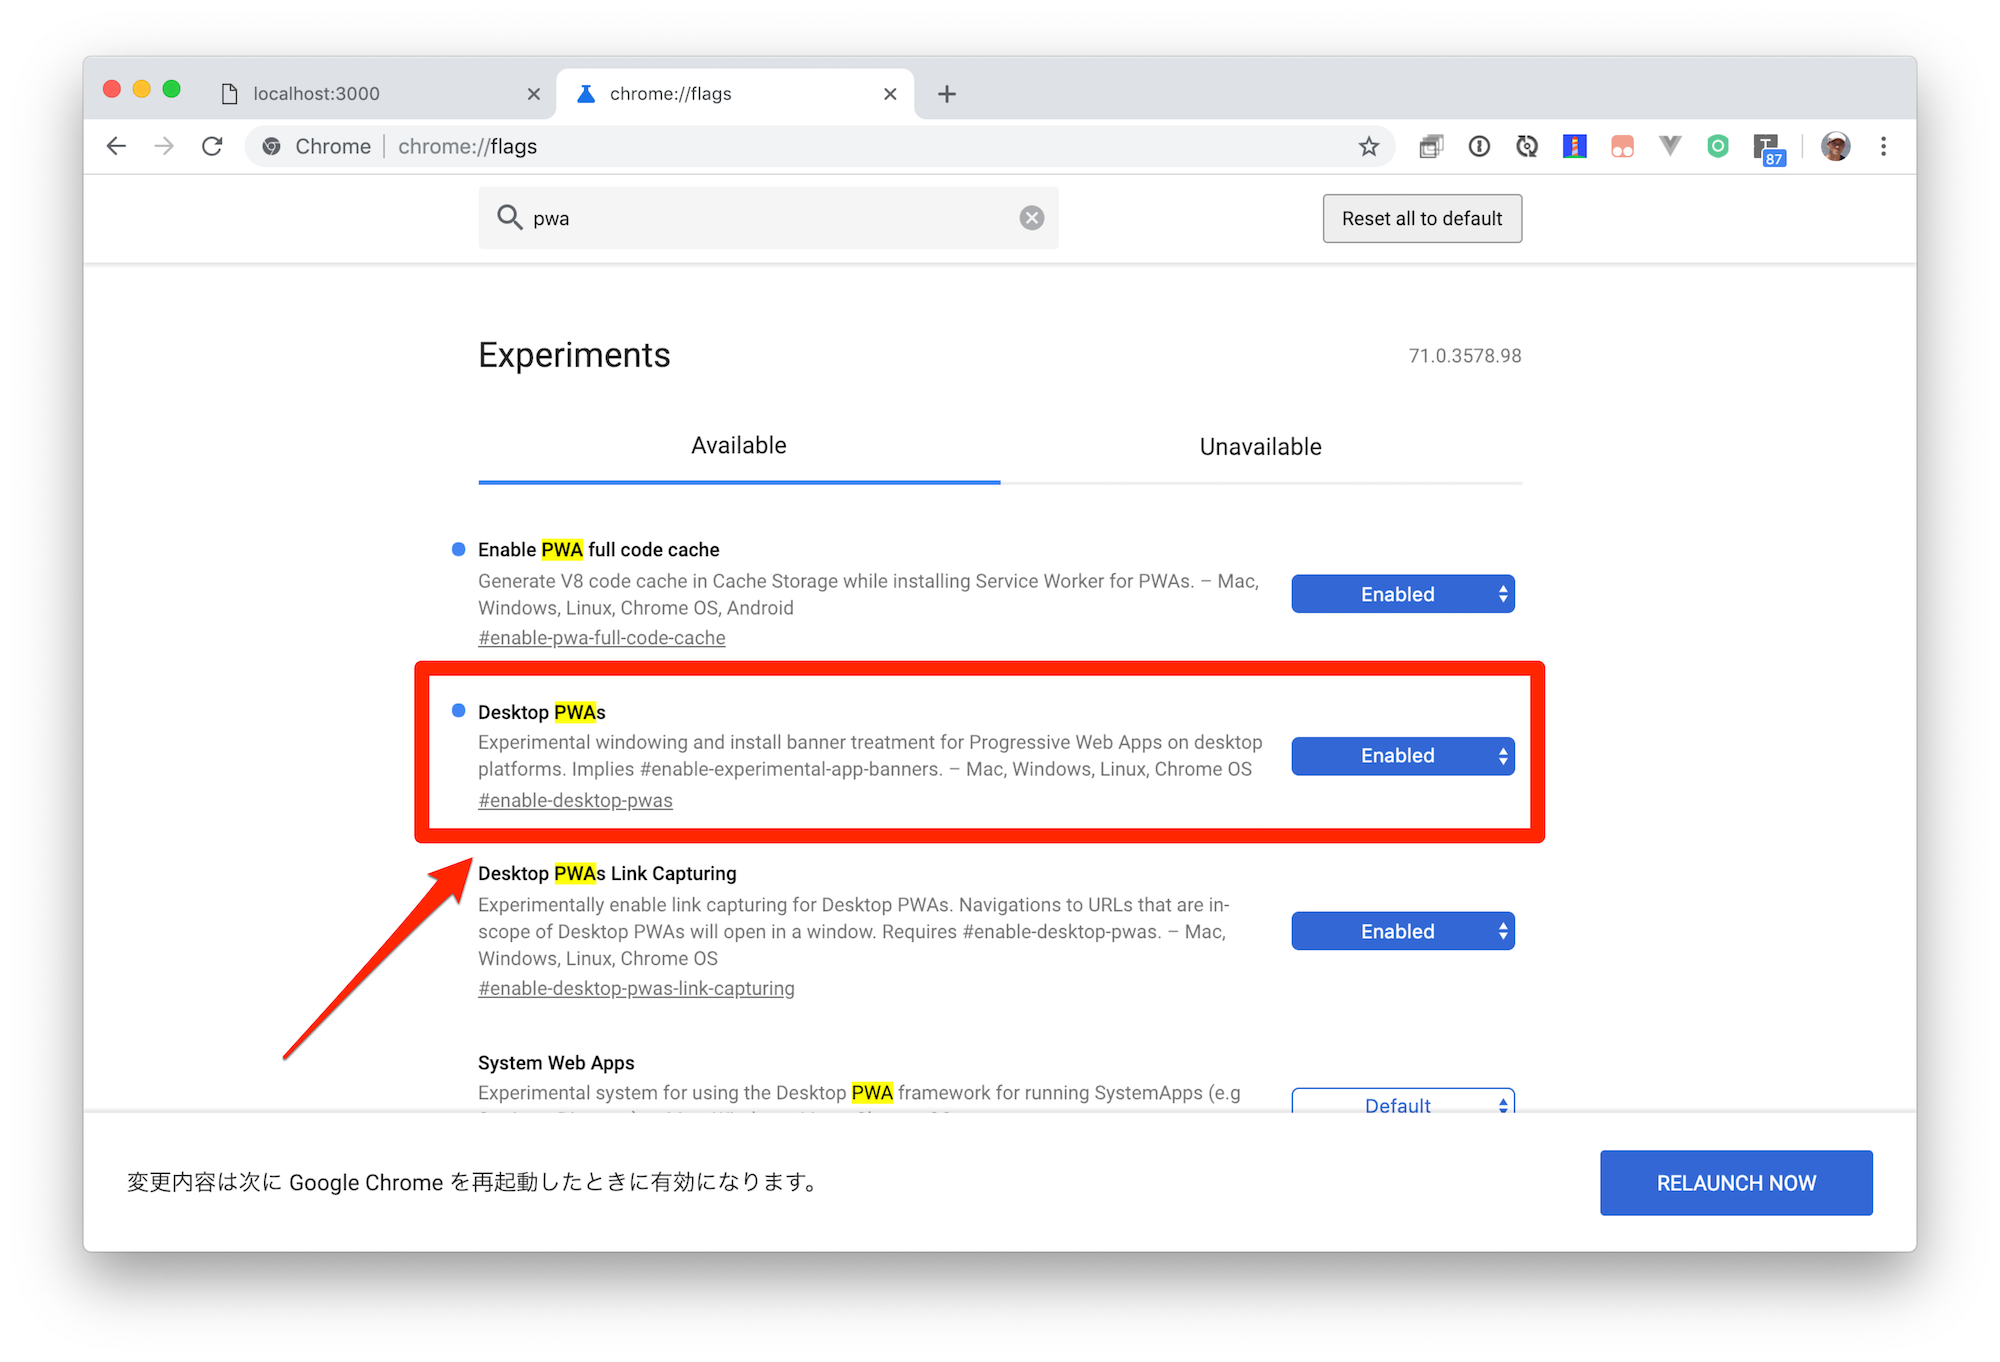 localhost:3000
chrome://flags
Chrome
chrome://flags
87
pwa
Reset all to default
Experiments
71.0.3578.98
Available
Unavailable
Enable PWA full code cache
Generate V8 code cache in Cache Storage while installing Service Worker for PWAs. – Mac,
Windows, Linux, Chrome OS, Android
#enable-pwa-full-code-cache
Enabled
Desktop PWAs
Experimental windowing and install banner treatment for Progressive Web Apps on desktop
platforms. Implies #enable-experimental-app-banners. – Mac, Windows, Linux, Chrome OS
#enable-desktop-pwas
Enabled
Desktop PWAs Link Capturing
Experimentally enable link capturing for Desktop PWAs. Navigations to URLs that are in-
scope of Desktop PWAs will open in a window. Requires #enable-desktop-pwas. – Mac,
Windows, Linux, Chrome OS
#enable-desktop-pwas-link-capturing
Enabled
System Web Apps
Experimental system for using the Desktop PWA framework for running SystemApps (e.g
Default
変更内容は次に Google Chrome を再起動したときに有効になります。
RELAUNCH NOW